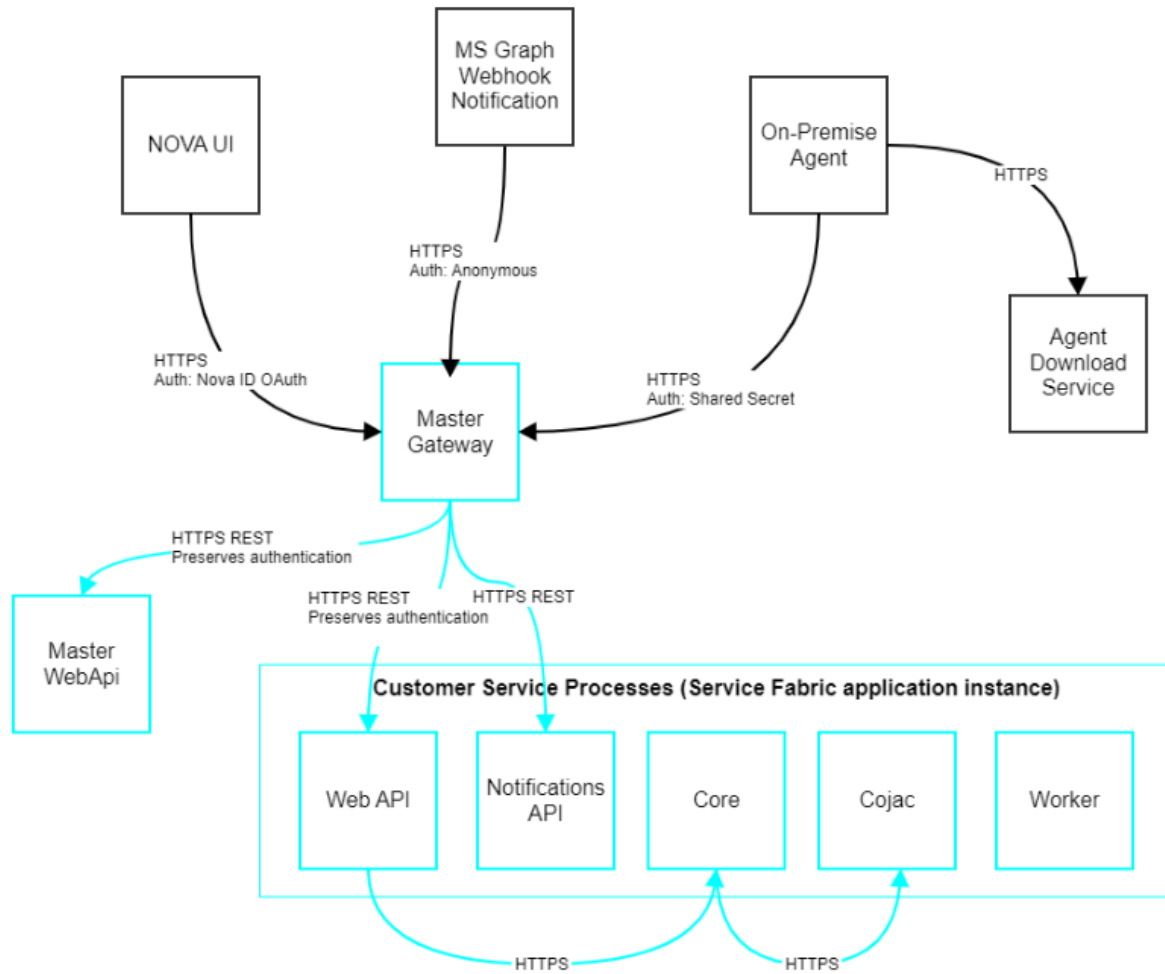 MS Graph
Webhook
Notification
NOVA UI
On-Premise
Agent
HTTPS
HTTPS
Auth: Anonymous
Agent
Download
Service
HTTPS
Auth: Nova ID OAuth
HTTPS
Auth: Shared Secret
Master
Gateway
HTTPS REST
Preserves authentication
HTTPS REST
Preserves authentication
HTTPS REST
Master
WebApi
Customer Service Processes (Service Fabric application instance)
Web API
Notifications
API
Core
Cojac
Worker
HTTPS
HTTPS